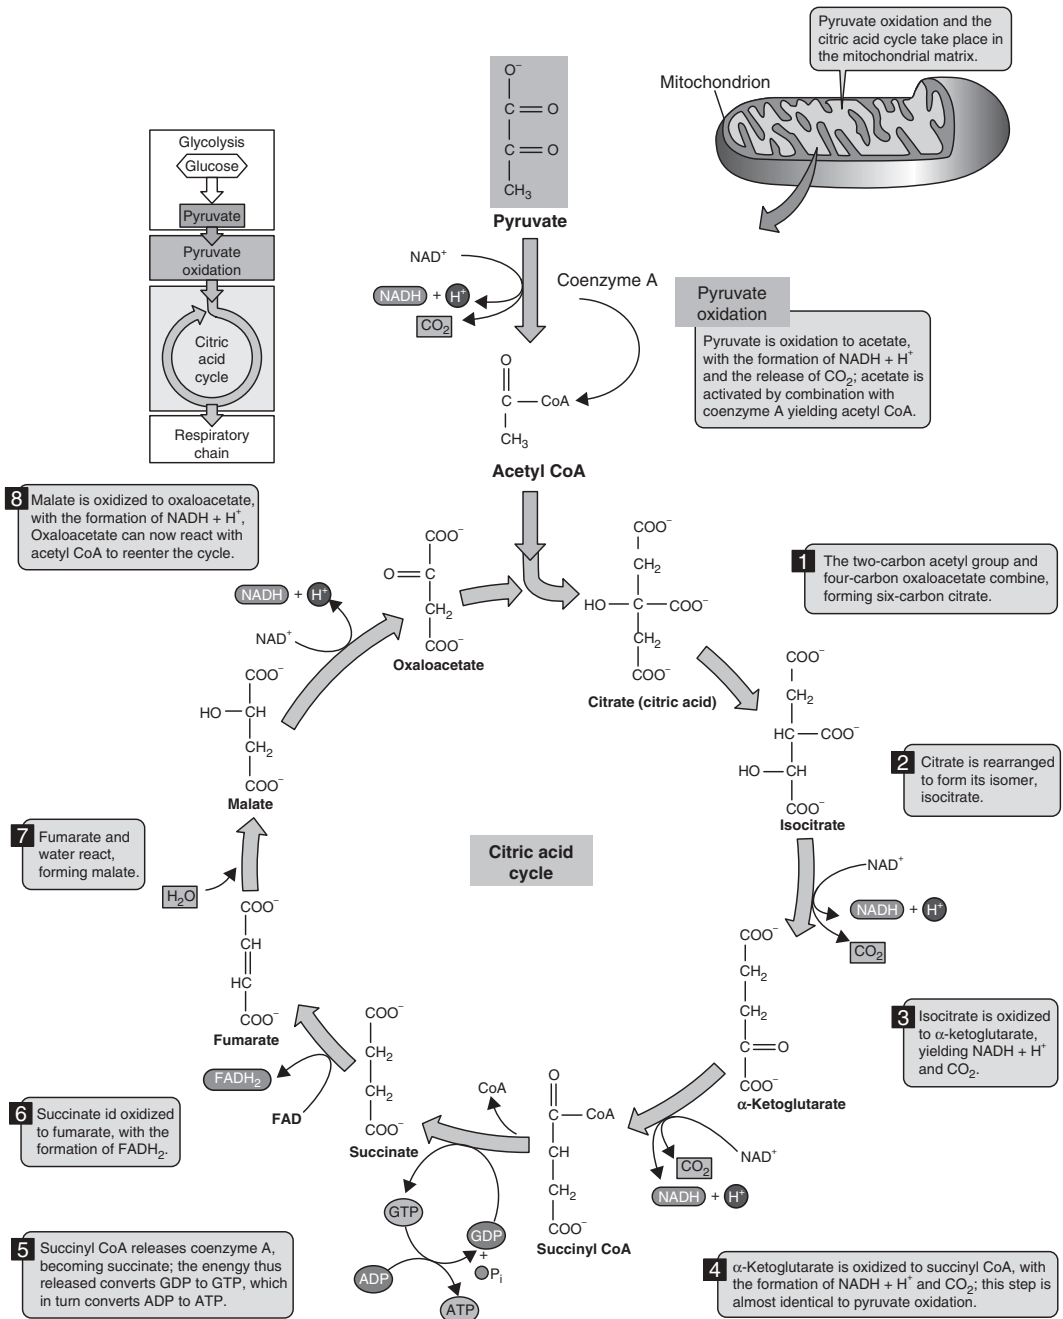 Pyruvate oxidation and the
citric acid cycle take place in
the mitochondrial matrix.
Mitochondrion
Glycolysis
Glucose
Pyruvate
Pyruvate
oxidation
Citric
acid
cycle
Respiratory
chain
O⁻
C=O
C=O
CH₃
Pyruvate
NAD⁺
NADH + H⁺
CO₂
Coenzyme A
Pyruvate
oxidation
Pyruvate is oxidation to acetate,
with the formation of NADH + H⁺
and the release of CO₂; acetate is
activated by combination with
coenzyme A yielding acetyl CoA.
O
C—CoA
CH₃
Acetyl CoA
8 Malate is oxidized to oxaloacetate,
with the formation of NADH + H⁺,
Oxaloacetate can now react with
acetyl CoA to reenter the cycle.
COO⁻
O=C
CH₂
COO⁻
Oxaloacetate
COO⁻
CH₂
HO—C—COO⁻
CH₂
COO⁻
Citrate (citric acid)
1 The two-carbon acetyl group and
four-carbon oxaloacetate combine,
forming six-carbon citrate.
NADH + H⁺
NAD⁺
COO⁻
HO—CH
CH₂
COO⁻
Malate
COO⁻
CH₂
HC—COO⁻
HO—CH
COO⁻
Isocitrate
2 Citrate is rearranged
to form its isomer,
isocitrate.
7 Fumarate and
water react,
forming malate.
H₂O
Citric acid
cycle
NAD⁺
NADH + H⁺
CO₂
COO⁻
CH
HC
COO⁻
Fumarate
COO⁻
CH₂
CH₂
C=O
COO⁻
α-Ketoglutarate
3 Isocitrate is oxidized
to α-ketoglutarate,
yielding NADH + H⁺
and CO₂.
FADH₂
FAD
6 Succinate id oxidized
to fumarate, with the
formation of FADH₂.
COO⁻
CH₂
CH₂
COO⁻
Succinate
CoA
O
C—CoA
CH
CH₂
COO⁻
Succinyl CoA
NAD⁺
CO₂
NADH + H⁺
GTP
GDP
+
Pᵢ
ADP
ATP
5 Succinyl CoA releases coenzyme A,
becoming succinate; the energy thus
released converts GDP to GTP, which
in turn converts ADP to ATP.
4 α-Ketoglutarate is oxidized to succinyl CoA, with
the formation of NADH + H⁺ and CO₂; this step is
almost identical to pyruvate oxidation.